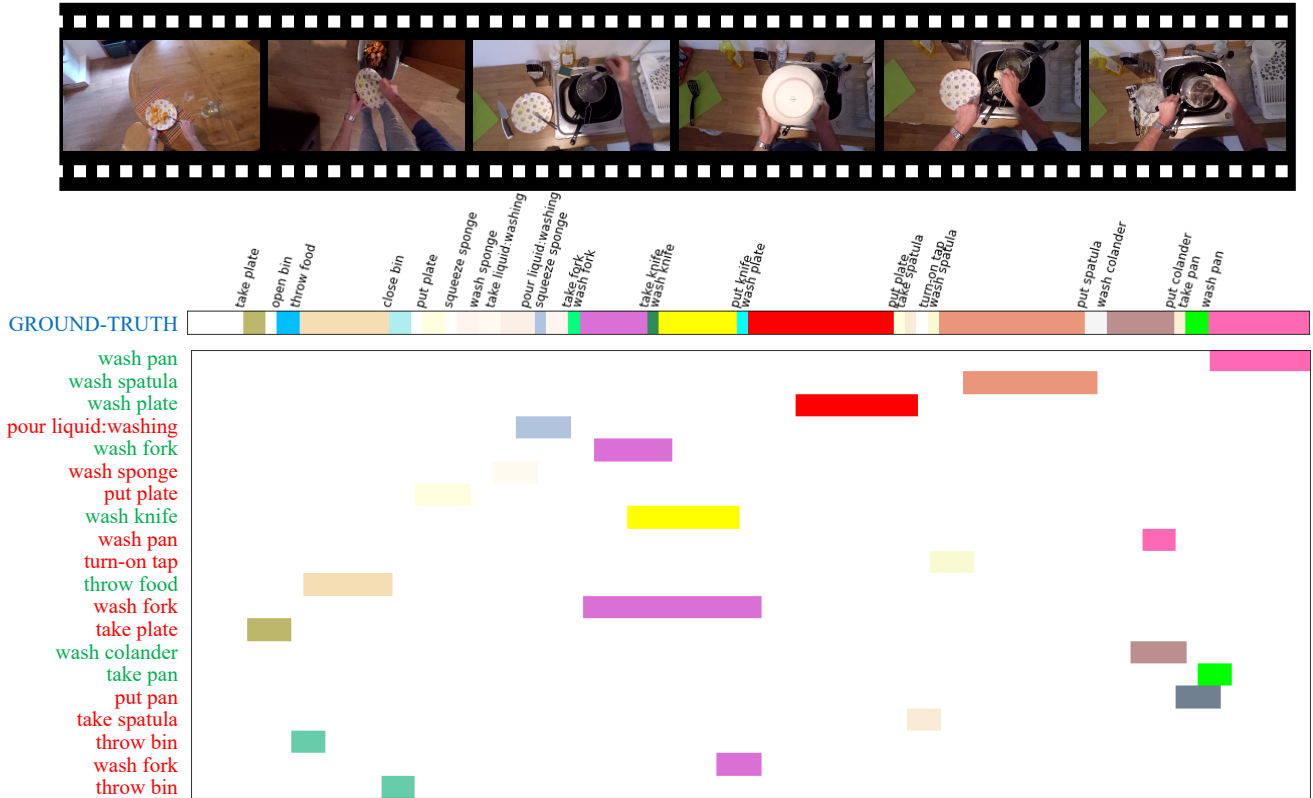 take plate
open bin
throw food
close bin
put plate
squeeze sponge
wash sponge
take liquid:washing
pour liquid:washing
squeeze sponge
take fork
wash fork
take knife
wash knife
put knife
wash plate
put plate
take spatula
turn-on tap
wash spatula
put spatula
wash colander
put colander
take pan
wash pan
GROUND-TRUTH
wash pan
wash spatula
wash plate
pour liquid:washing
wash fork
wash sponge
put plate
wash knife
wash pan
turn-on tap
throw food
wash fork
take plate
wash colander
take pan
put pan
take spatula
throw bin
wash fork
throw bin